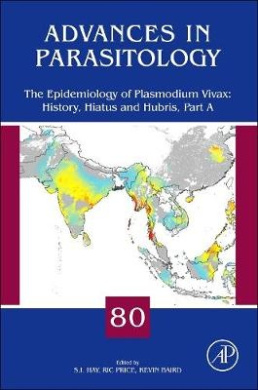 ADVANCES IN
PARASITOLOGY
The Epidemiology of Plasmodium Vivax:
History, Hiatus and Hubris, Part A
80
Edited by
S.I. HAY, RIC PRICE, KEVIN BAIRD
AP